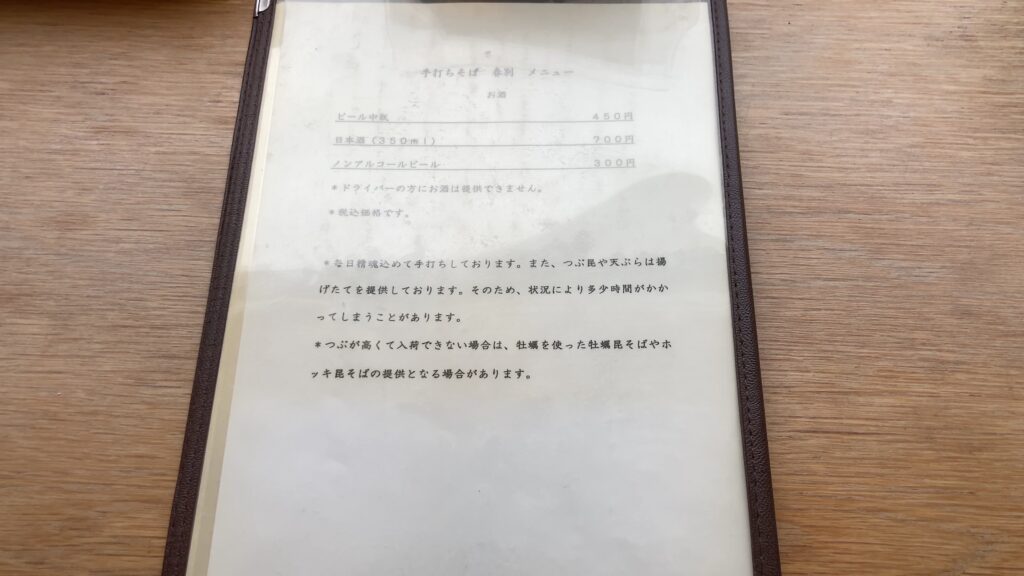 手打ちそば 春別 メニュー
お酒
ビール中瓶 450円
日本酒(350ml) 700円
ノンアルコールビール 300円
*ドライバーの方にお酒は提供できません。
*税込価格です。
*毎日精魂込めて手打ちしております。また、つぶ昆や天ぷらは揚
げたてを提供しております。そのため、状況により多少時間がかか
ってしまうことがあります。
*つぶが高くて入荷できない場合は、牡蠣を使った牡蠣昆そばやホ
ッキ昆そばの提供となる場合があります。